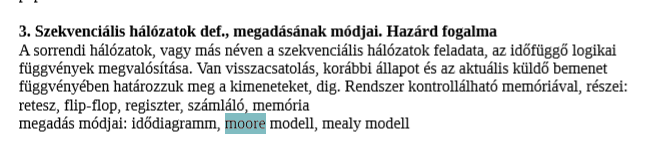 3. Szekvenciális hálózatok def., megadásának módjai. Hazárd fogalma
A sorrendi hálózatok, vagy más néven a szekvenciális hálózatok feladata, az időfüggő logikai
függvények megvalósítása. Van visszacsatolás, korábbi állapot és az aktuális küldő bemenet
függvényében határozzuk meg a kimeneteket, dig. Rendszer kontrollálható memóriával, részei:
retesz, flip-flop, regiszter, számláló, memória
megadás módjai: idődiagramm, moore modell, mealy modell